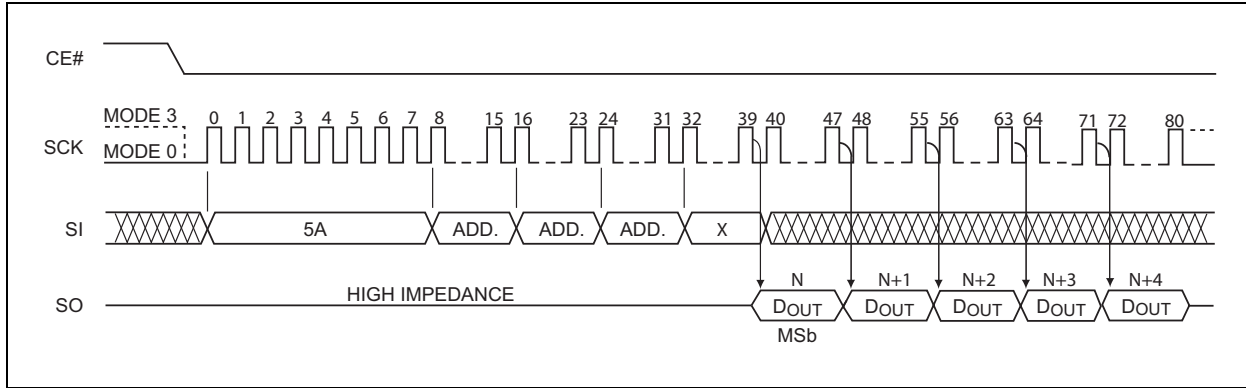 CE#
MODE 3
0 1 2 3 4 5 6 7 8 15 16 23 24 31 32 39 40 47 48 55 56 63 64 71 72 80
SCK
MODE 0
SI
5A ADD. ADD. ADD. X
N N+1 N+2 N+3 N+4
HIGH IMPEDANCE
SO
DOUT DOUT DOUT DOUT DOUT
MSb